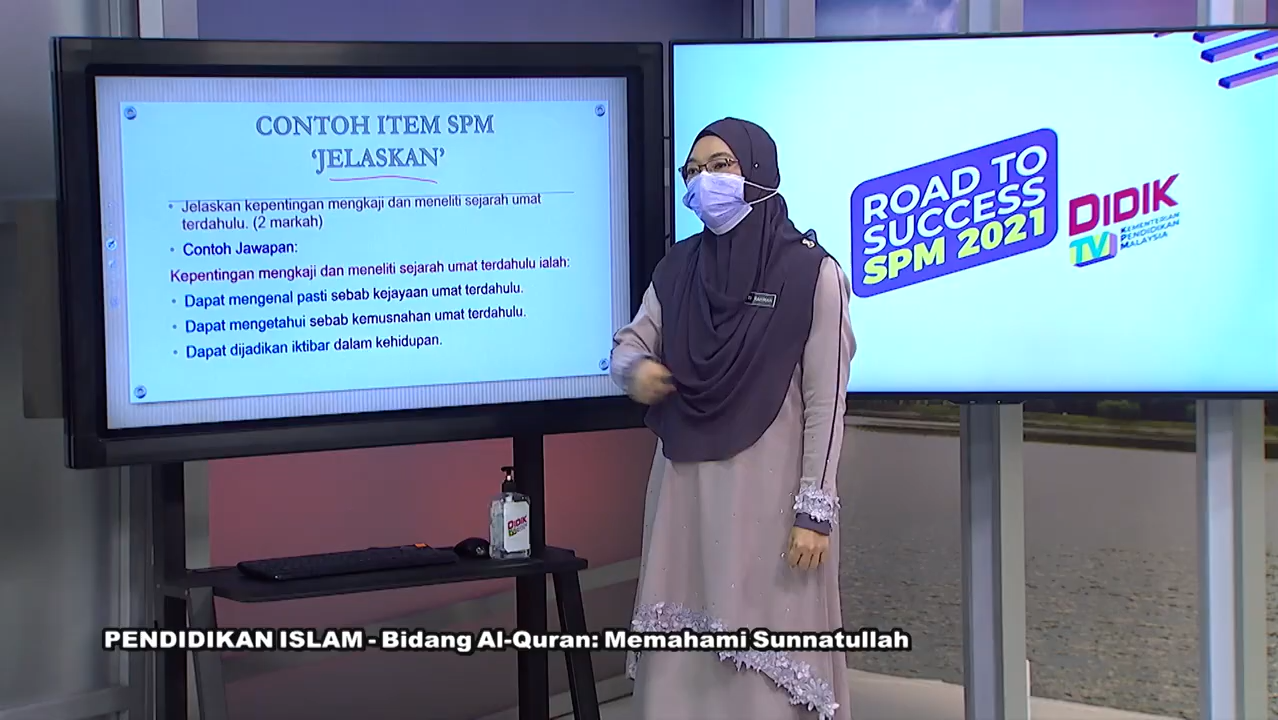 CONTOH ITEM SPM
‘JELASKAN’
• Jelaskan kepentingan mengkaji dan meneliti sejarah umat
terdahulu. (2 markah)
• Contoh Jawapan:
Kepentingan mengkaji dan meneliti sejarah umat terdahulu ialah:
• Dapat mengenal pasti sebab kejayaan umat terdahulu.
• Dapat mengetahui sebab kemusnahan umat terdahulu.
• Dapat dijadikan iktibar dalam kehidupan.
ROAD TO
SUCCESS
SPM 2021
DIDIK
TV
KEMENTERIAN
PENDIDIKAN
MALAYSIA
DIDIK
TV
PENDIDIKAN ISLAM - Bidang Al-Quran: Memahami Sunnatullah